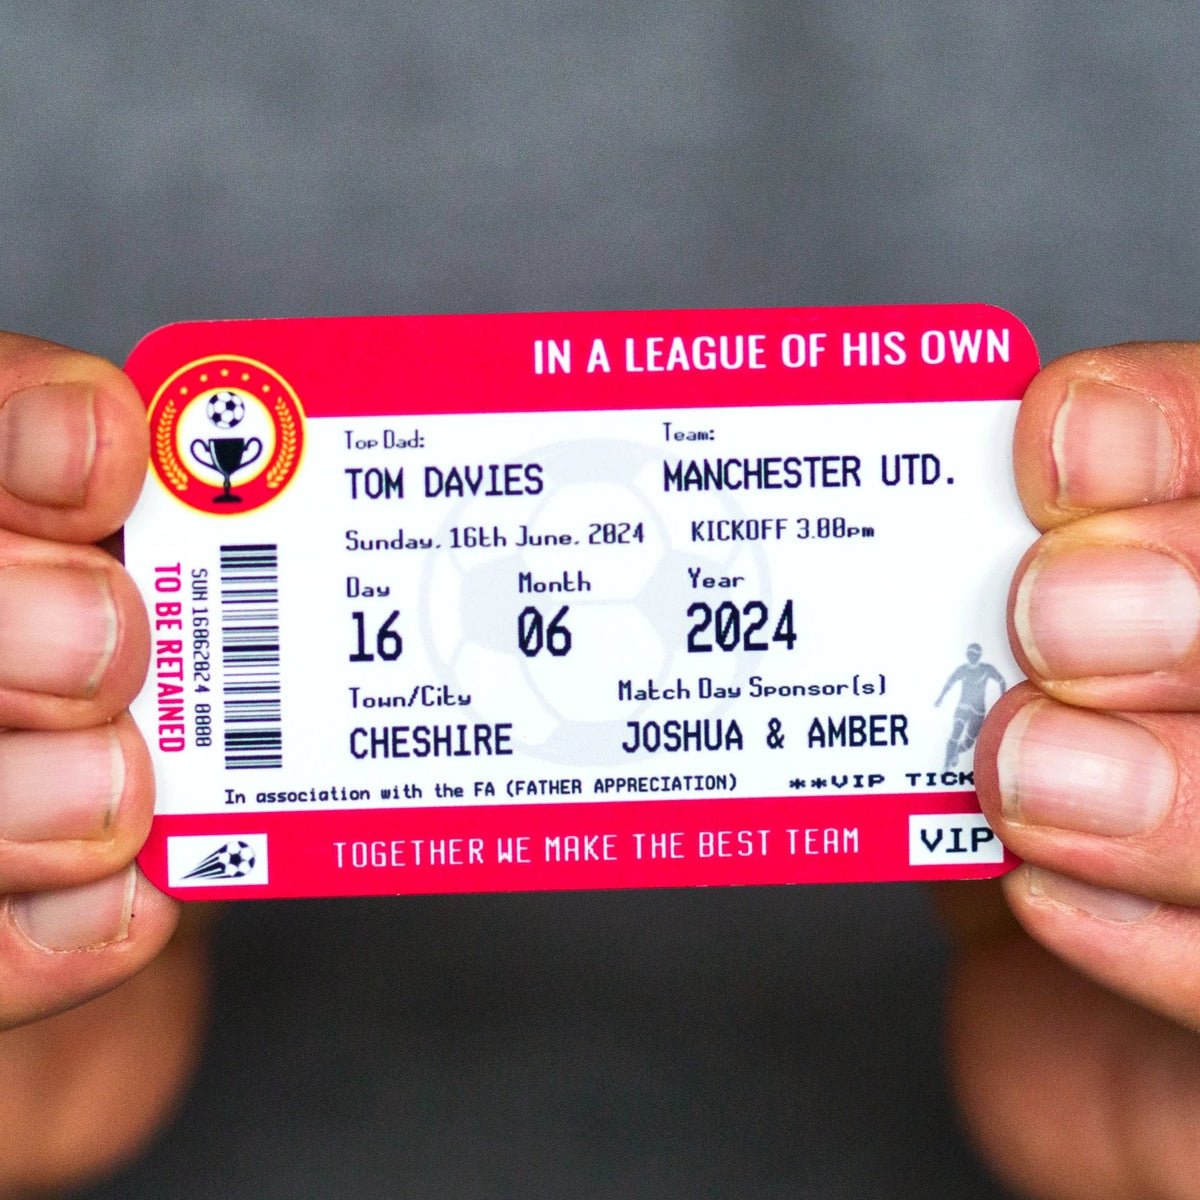 IN A LEAGUE OF HIS OWN
Top Dad:
Team:
TOM DAVIES
MANCHESTER UTD.
Sunday. 16th June. 2024
KICKOFF 3.00pm
Day
Month
Year
16
06
2024
Town/City
Match Day Sponsor(s)
CHESHIRE
JOSHUA & AMBER
In association with the FA (FATHER APPRECIATION)
**VIP TICK
TOGETHER WE MAKE THE BEST TEAM
VIP
TO BE RETAINED
SUN 16062024 0000